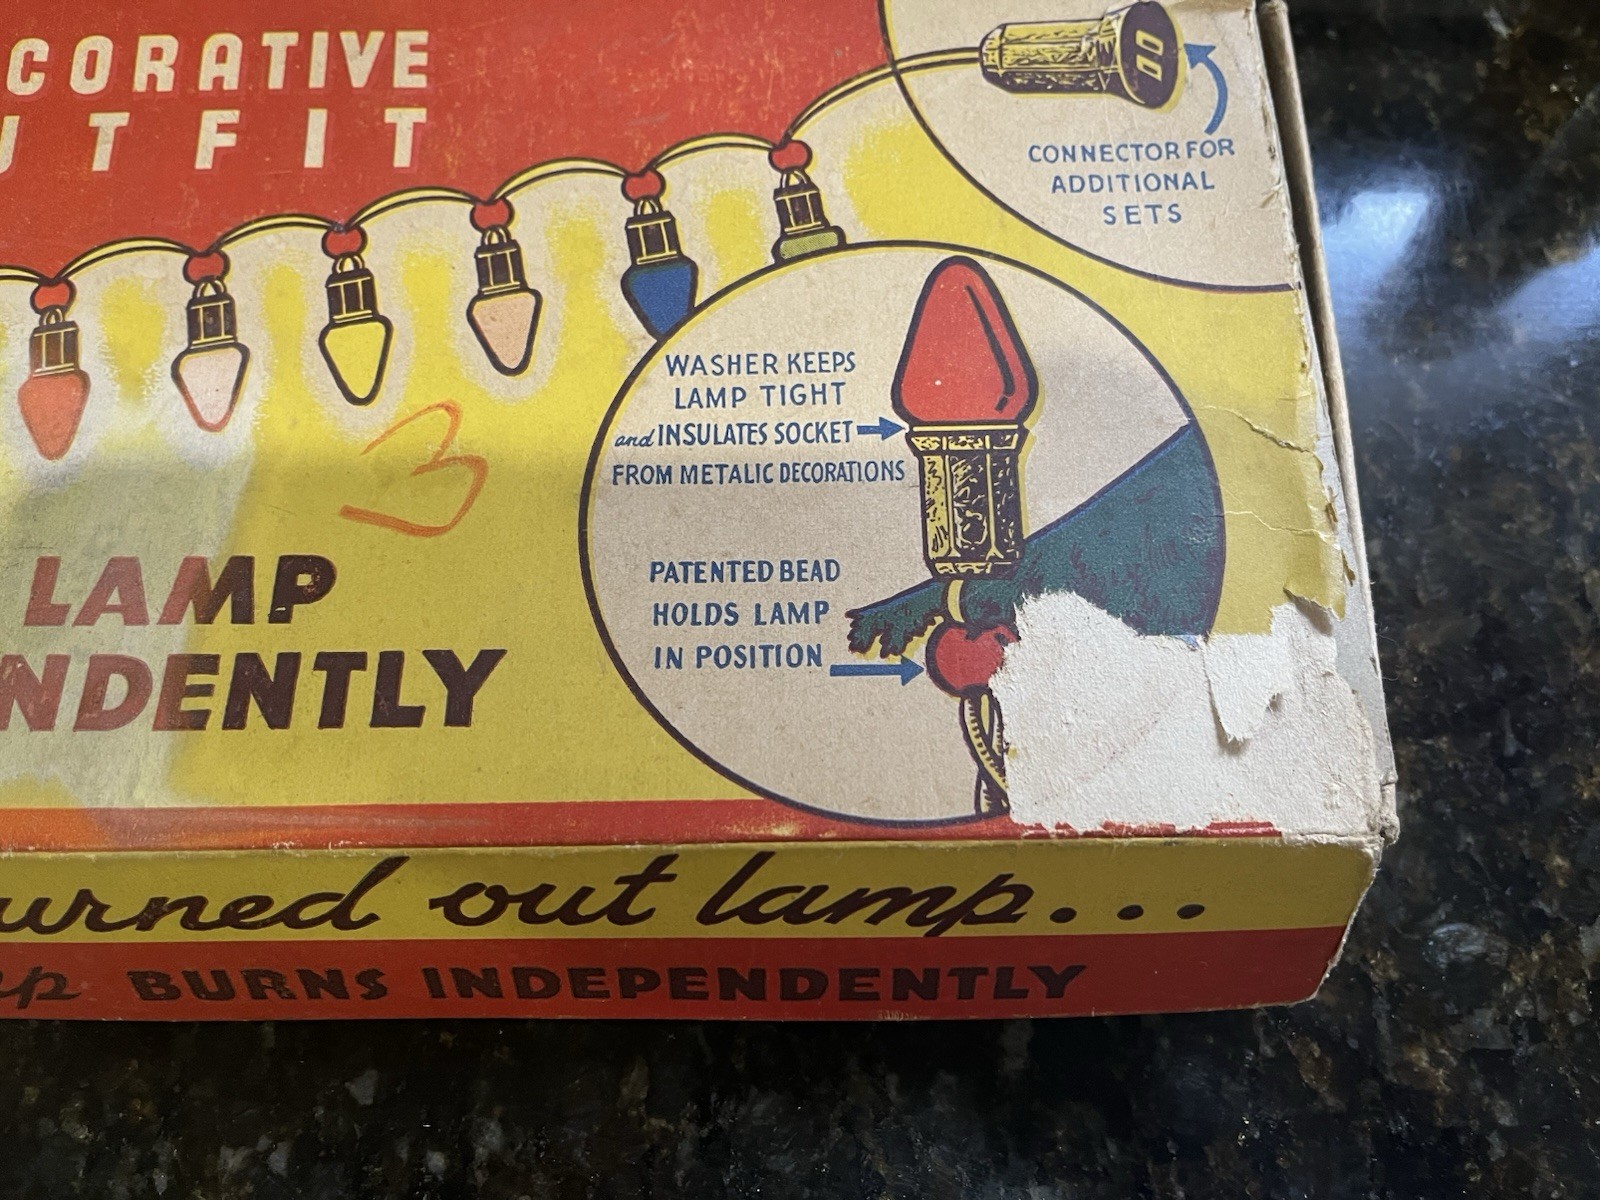 CORATIVE
UTFIT
CONNECTOR FOR
ADDITIONAL
SETS
WASHER KEEPS
LAMP TIGHT
and INSULATES SOCKET
FROM METALIC DECORATIONS
3
PATENTED BEAD
HOLDS LAMP
IN POSITION
LAMP
NDENTLY
urned out lamp...
BURNS INDEPENDENTLY